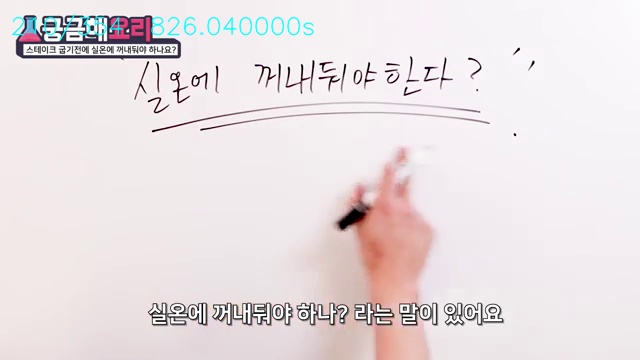 궁금해소리
스테이크 굽기전에 실온에 꺼내둬야 하나요?
826.040000s
실온에 꺼내둬야한다?
실온에 꺼내둬야 하나? 라는 말이 있어요